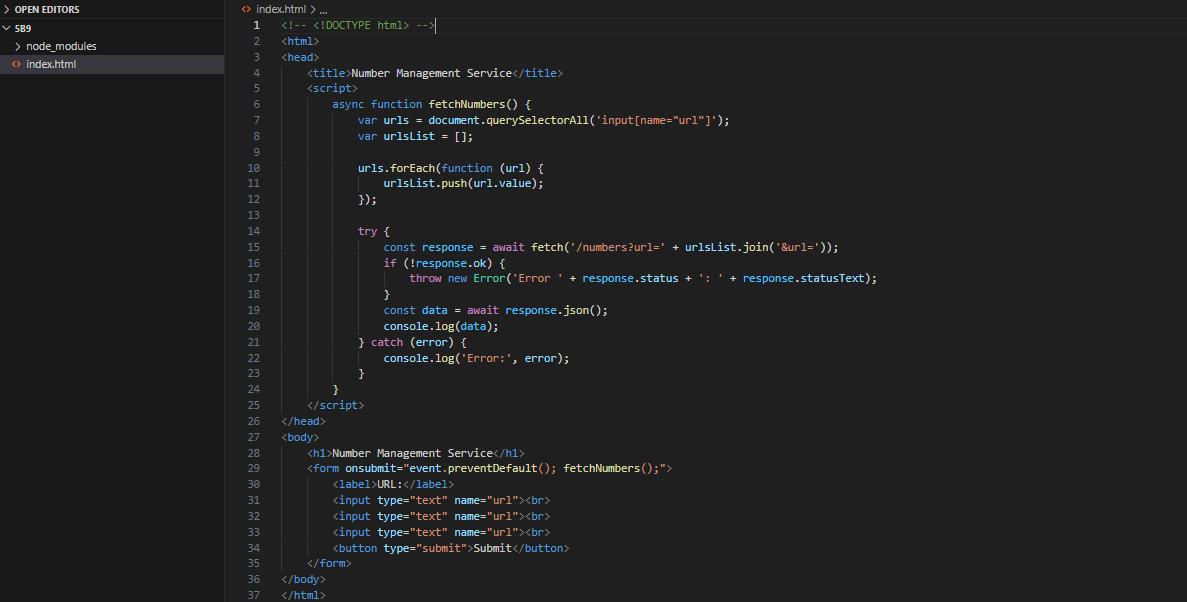 OPEN EDITORS
5B9
node_modules
index.html
index.html > ...
1 <!-- <!DOCTYPE html> -->
2 <html>
3 <head>
4     <title>Number Management Service</title>
5     <script>
6         async function fetchNumbers() {
7             var urls = document.querySelectorAll('input[name="url"]');
8             var urlsList = [];
9
10             urls.forEach(function (url) {
11                 urlsList.push(url.value);
12             });
13
14             try {
15                 const response = await fetch('/numbers?url=' + urlsList.join('&url='));
16                 if (!response.ok) {
17                     throw new Error('Error ' + response.status + ': ' + response.statusText);
18                 }
19                 const data = await response.json();
20                 console.log(data);
21             } catch (error) {
22                 console.log('Error:', error);
23             }
24         }
25     </script>
26 </head>
27 <body>
28     <h1>Number Management Service</h1>
29     <form onsubmit="event.preventDefault(); fetchNumbers();">
30         <label>URL:</label>
31         <input type="text" name="url"><br>
32         <input type="text" name="url"><br>
33         <input type="text" name="url"><br>
34         <button type="submit">Submit</button>
35     </form>
36 </body>
37 </html>